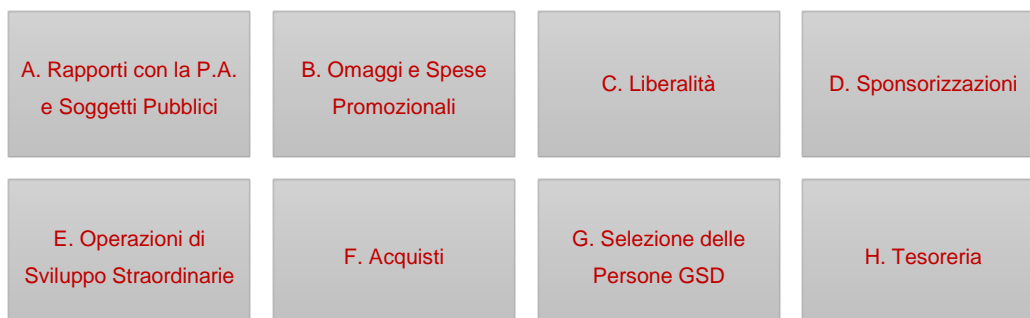 A. Rapporti con la P.A.
e Soggetti Pubblici
B. Omaggi e Spese
Promozionali
C. Liberalità
D. Sponsorizzazioni
E. Operazioni di
Sviluppo Straordinarie
F. Acquisti
G. Selezione delle
Persone GSD
H. Tesoreria